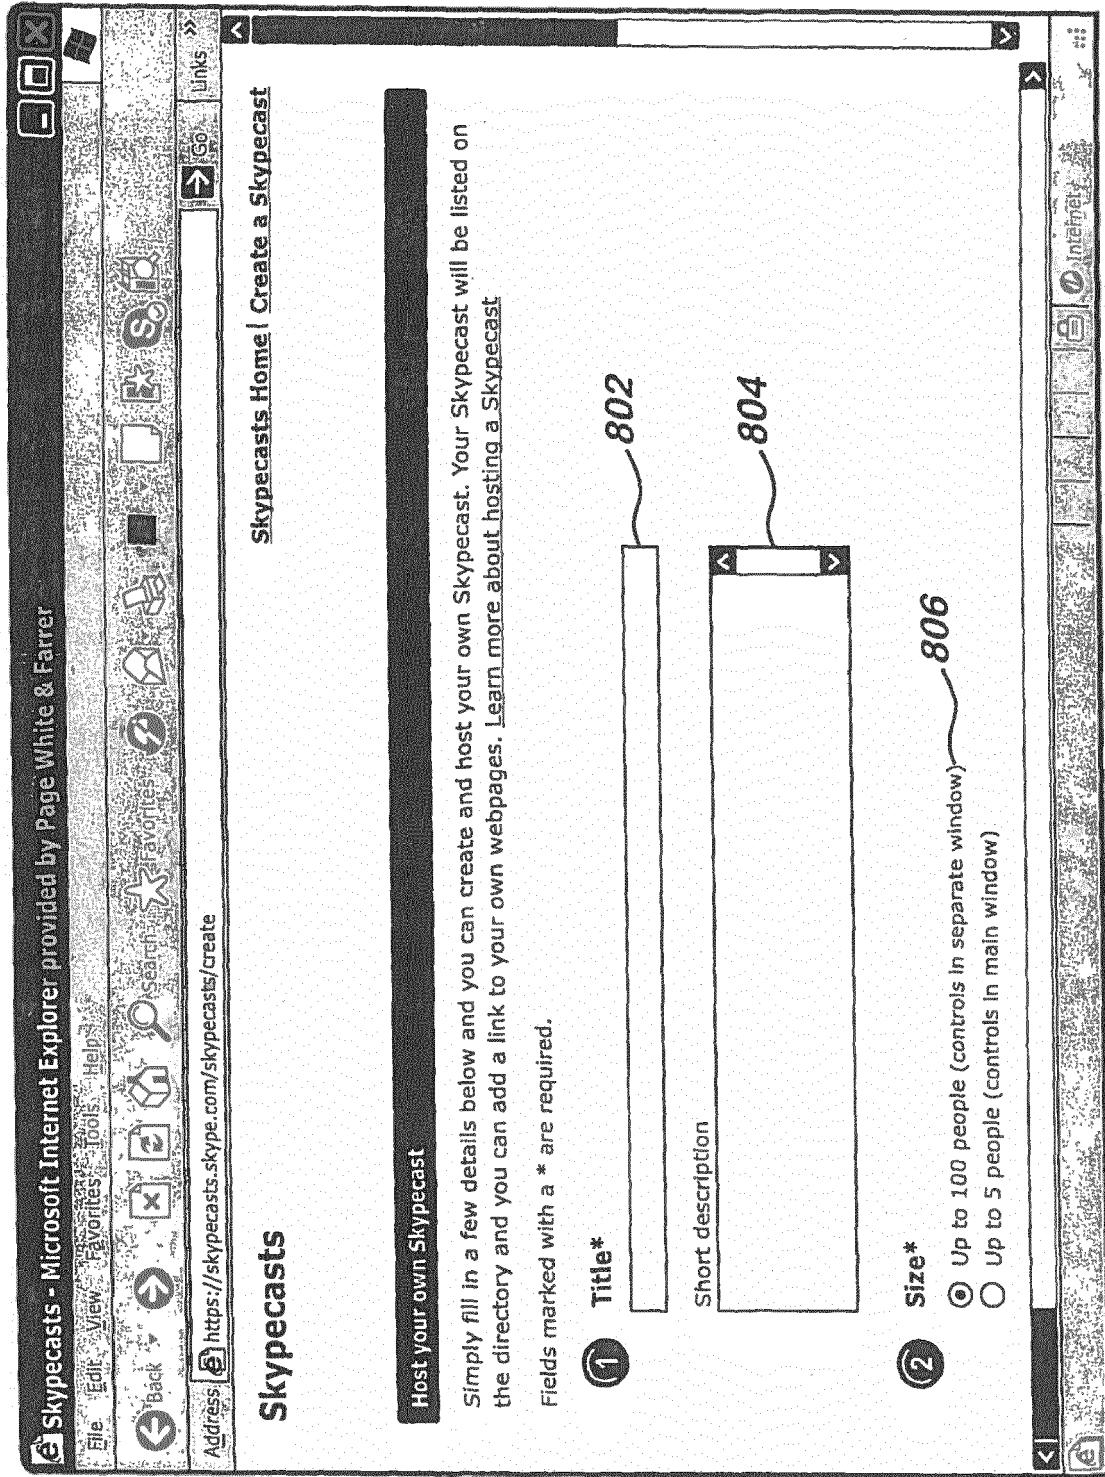 Skypecasts - Microsoft Internet Explorer provided by Page White & Farrer
File Edit View Favorites Tools Help
Back Search Favorites
Address https://skypecasts.skype.com/skypecasts/create Go Links »
Skypecasts
Skypecasts Home| Create a Skypecast
Host your own Skypecast
Simply fill in a few details below and you can create and host your own Skypecast. Your Skypecast will be listed on
the directory and you can add a link to your own webpages. Learn more about hosting a Skypecast
Fields marked with a * are required.
1 Title*
802
Short description
804
2 Size*
Up to 100 people (controls in separate window)
806
Up to 5 people (controls in main window)
Internet